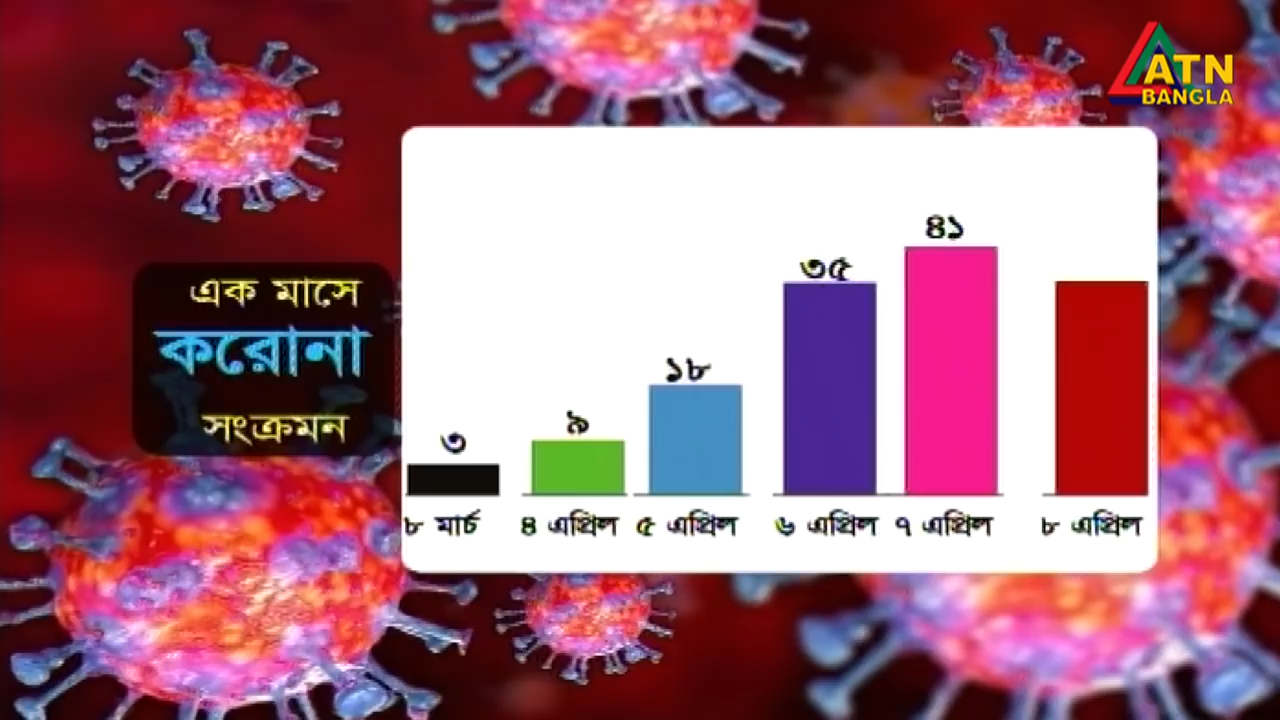 ATN
BANGLA
এক মাসে
করোনা
সংক্রমন
৩
৯
১৮
৩৫
৪১
৮ মার্চ
৪ এপ্রিল
৫ এপ্রিল
৬ এপ্রিল
৭ এপ্রিল
৮ এপ্রিল